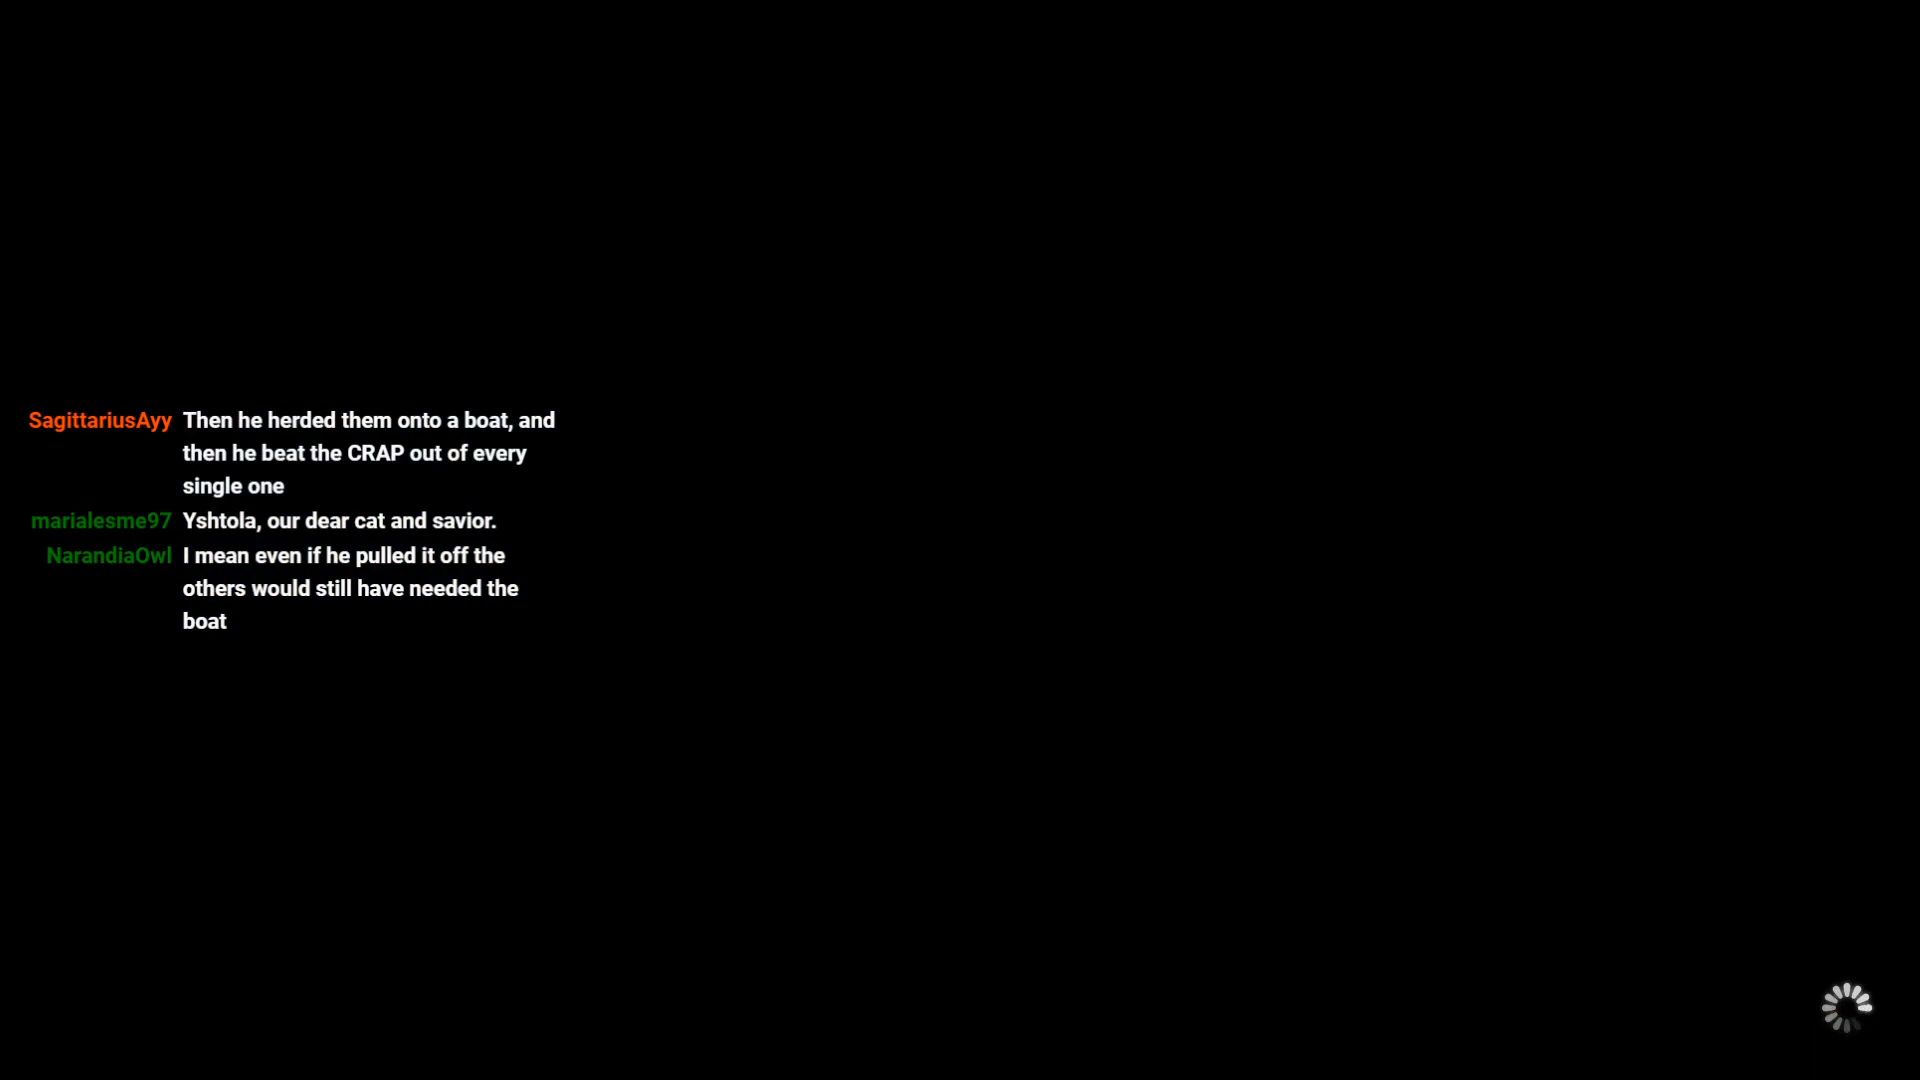 SagittariusAyy Then he herded them onto a boat, and
then he beat the CRAP out of every
single one
marialesme97 Yshtola, our dear cat and savior.
NarandiaOwl I mean even if he pulled it off the
others would still have needed the
boat